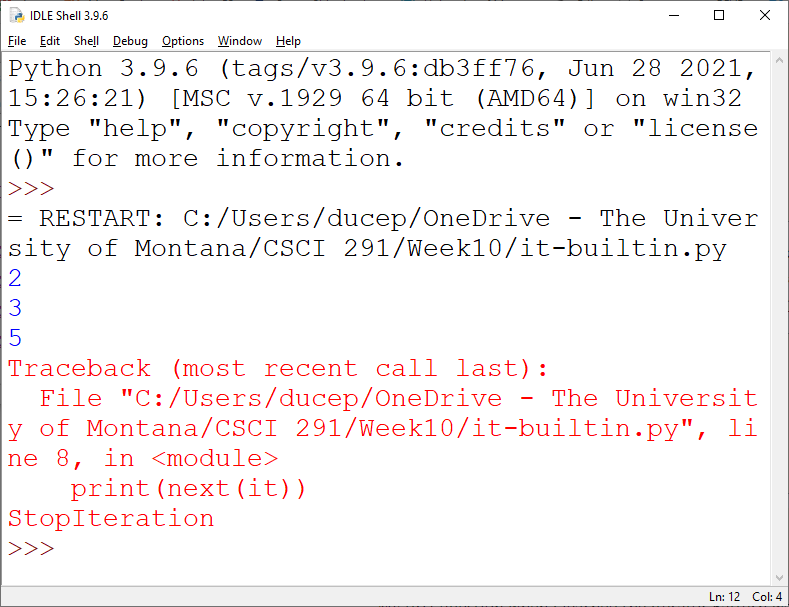 IDLE Shell 3.9.6
File Edit Shell Debug Options Window Help
Python 3.9.6 (tags/v3.9.6:db3ff76, Jun 28 2021,
15:26:21) [MSC v.1929 64 bit (AMD64)] on win32
Type "help", "copyright", "credits" or "license
()" for more information.
>>>
= RESTART: C:/Users/ducep/OneDrive - The Univer
sity of Montana/CSCI 291/Week10/it-builtin.py
2
3
5
Traceback (most recent call last):
  File "C:/Users/ducep/OneDrive - The Universit
y of Montana/CSCI 291/Week10/it-builtin.py", li
ne 8, in <module>
    print(next(it))
StopIteration
>>>
Ln: 12 Col: 4